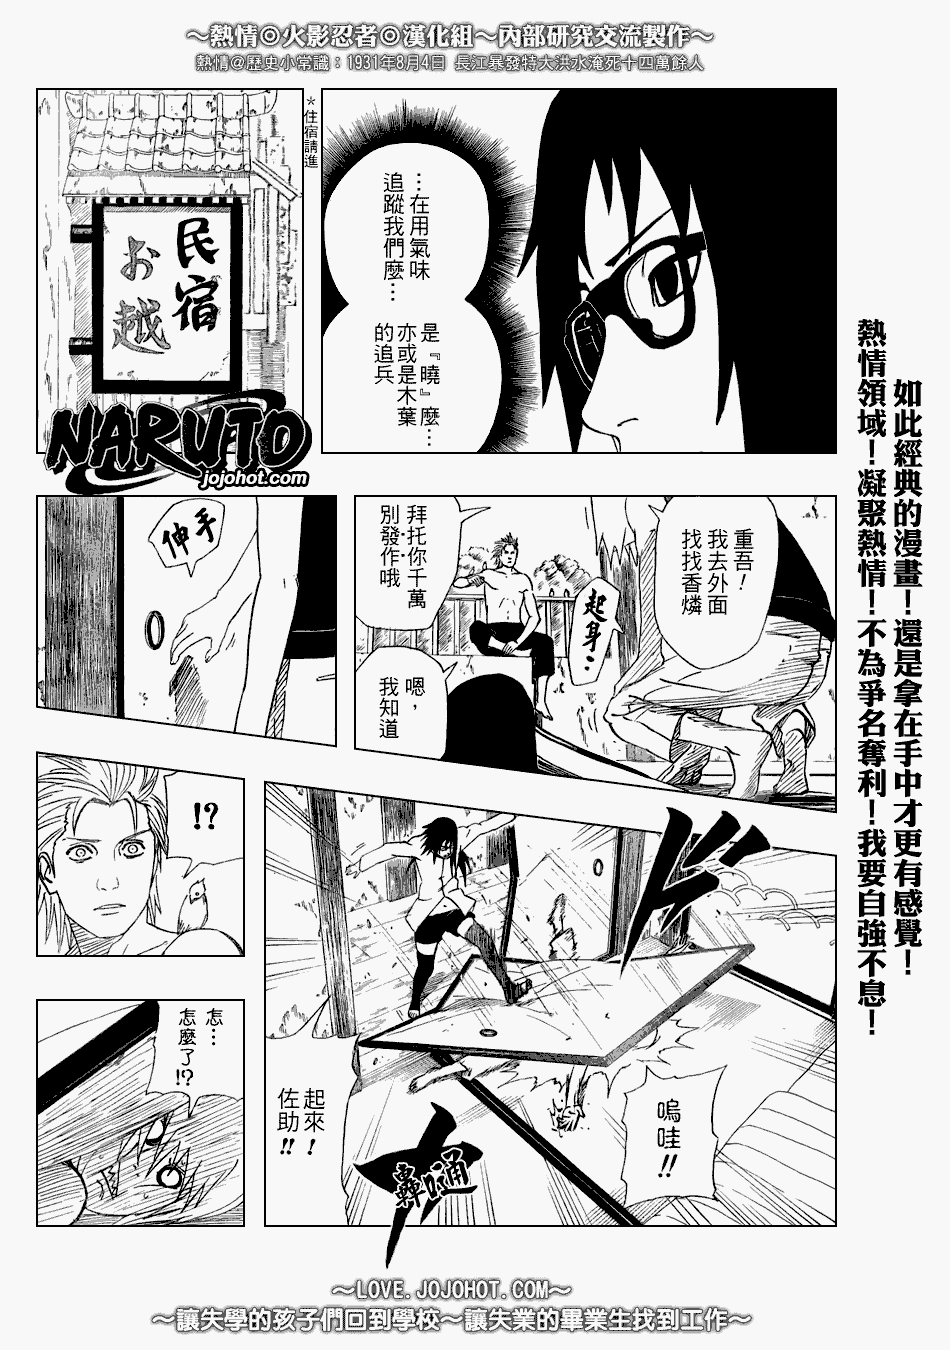 ～熱情◎火影忍者◎漢化組～內部研究交流製作～
熱情@歷史小常識：1931年8月4日 長江暴發特大洪水淹死十四萬餘人
…在用氣味
追蹤我們麼…
是『曉』麼…
亦或是木葉
的追兵
＊住宿請進
民宿
お越
NARUTO
jojohot.com
如此經典的漫畫！還是拿在手中才更有感覺！
熱情領域！凝聚熱情！不為爭名奪利！我要自強不息！
重吾！
我去外面
找找香燐
起身…
拜托你千萬
別發作哦
嗯，
我知道
伸手
!?
嗚哇!!
起來！
佐助!!
轟嗵
怎…
怎麼了!?
～LOVE.JOJOHOT.COM～
～讓失學的孩子們回到學校～讓失業的畢業生找到工作～